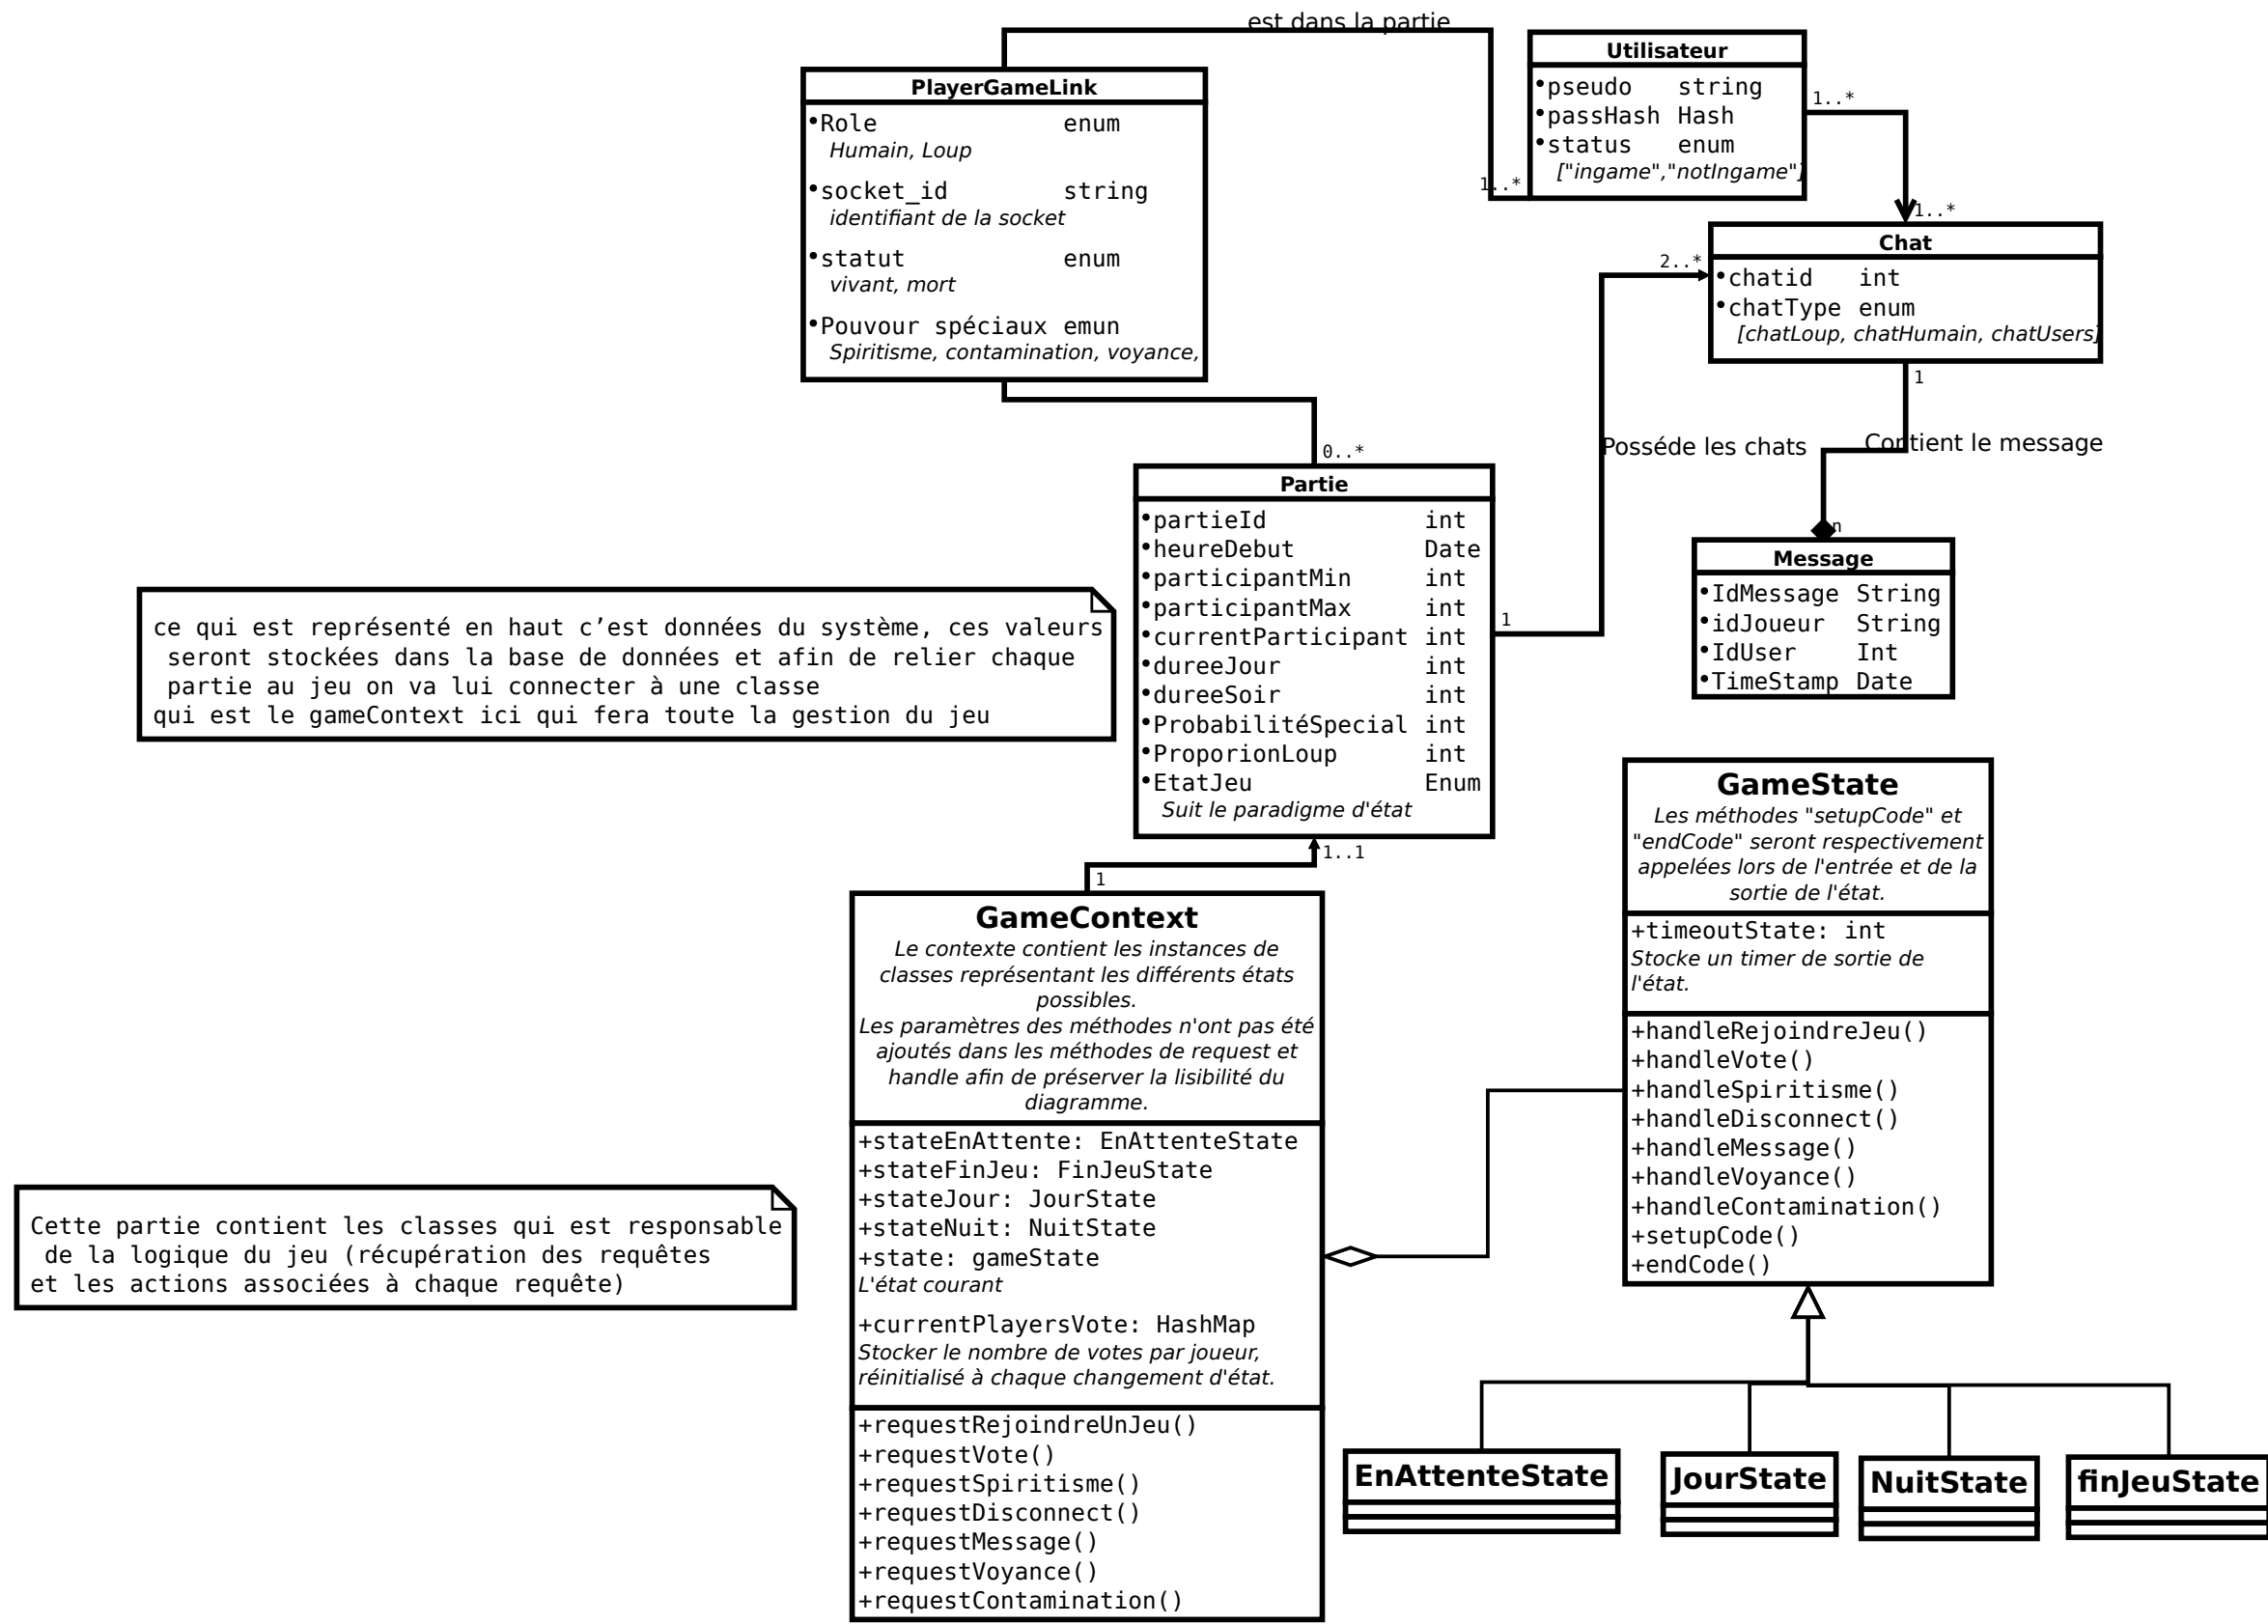 est dans la partie
PlayerGameLink
Role enum
Humain, Loup
socket_id string
identifiant de la socket
statut enum
vivant, mort
Pouvour spéciaux emun
Spiritisme, contamination, voyance,
Utilisateur
pseudo string
passHash Hash
status enum
["ingame","notIngame"]
1..*
1..*
1..*
2..*
Chat
chatid int
chatType enum
[chatLoup, chatHumain, chatUsers]
1
0..*
Posséde les chats
Contient le message
Partie
partieId int
heureDebut Date
participantMin int
participantMax int
currentParticipant int
dureeJour int
dureeSoir int
ProbabilitéSpecial int
ProporionLoup int
EtatJeu Enum
Suit le paradigme d'état
1
n
Message
IdMessage String
idJoueur String
IdUser Int
TimeStamp Date
ce qui est représenté en haut c’est données du système, ces valeurs
seront stockées dans la base de données et afin de relier chaque
partie au jeu on va lui connecter à une classe
qui est le gameContext ici qui fera toute la gestion du jeu
1..1
1
GameContext
Le contexte contient les instances de
classes représentant les différents états
possibles.
Les paramètres des méthodes n'ont pas été
ajoutés dans les méthodes de request et
handle afin de préserver la lisibilité du
diagramme.
+stateEnAttente: EnAttenteState
+stateFinJeu: FinJeuState
+stateJour: JourState
+stateNuit: NuitState
+state: gameState
L'état courant
+currentPlayersVote: HashMap
Stocker le nombre de votes par joueur,
réinitialisé à chaque changement d'état.
+requestRejoindreUnJeu()
+requestVote()
+requestSpiritisme()
+requestDisconnect()
+requestMessage()
+requestVoyance()
+requestContamination()
GameState
Les méthodes "setupCode" et
"endCode" seront respectivement
appelées lors de l'entrée et de la
sortie de l'état.
+timeoutState: int
Stocke un timer de sortie de
l'état.
+handleRejoindreJeu()
+handleVote()
+handleSpiritisme()
+handleDisconnect()
+handleMessage()
+handleVoyance()
+handleContamination()
+setupCode()
+endCode()
Cette partie contient les classes qui est responsable
de la logique du jeu (récupération des requêtes
et les actions associées à chaque requête)
EnAttenteState
JourState
NuitState
finJeuState